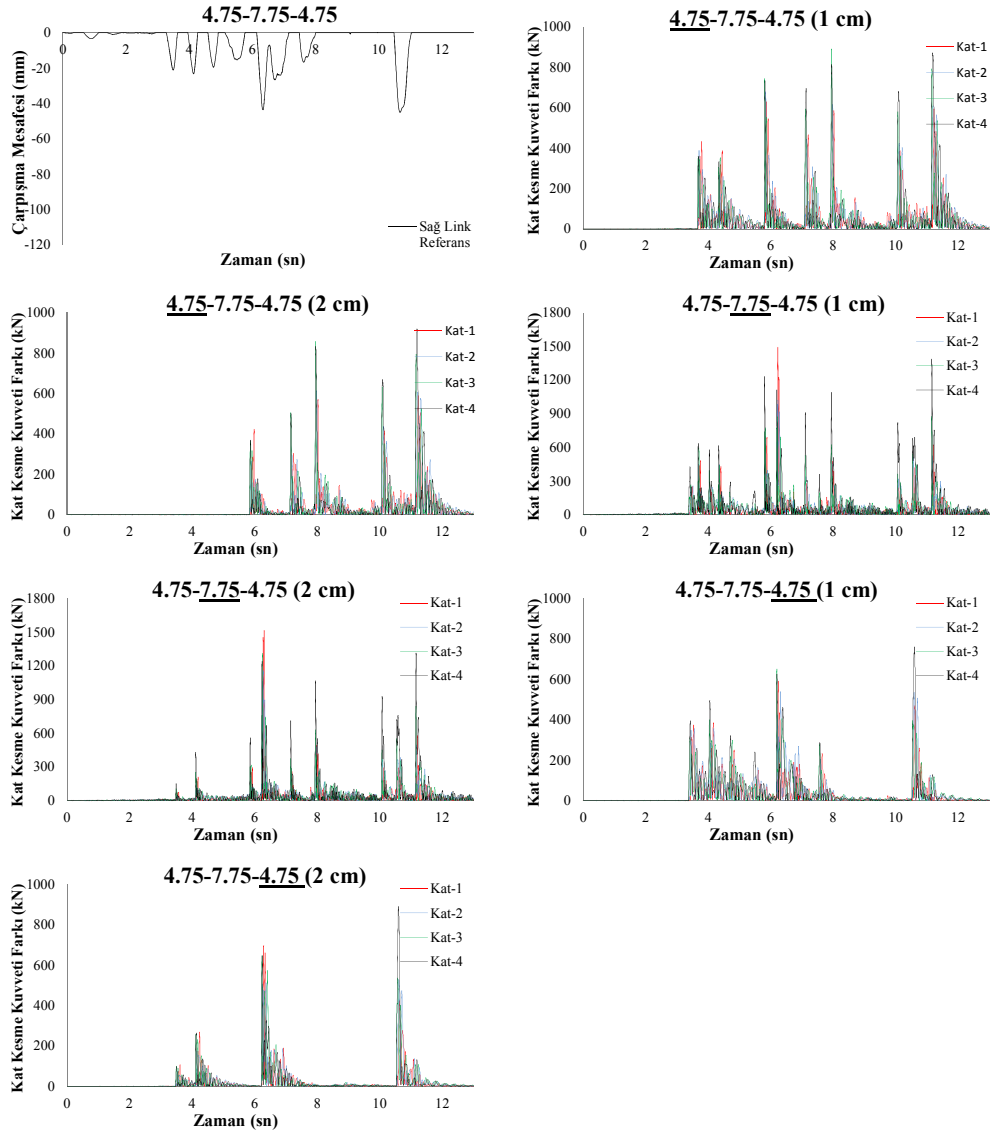 4.75-7.75-4.75
Çarpışma Mesafesi (mm)
0
-20
-40
-60
-80
-100
-120
0 2 4 6 8 10 12
Sağ Link
Referans
Zaman (sn)
4.75-7.75-4.75 (1 cm)
Kat Kesme Kuvveti Farkı (kN)
1000
800
600
400
200
0
Kat-1
Kat-2
Kat-3
Kat-4
0 2 4 6 8 10 12
Zaman (sn)
4.75-7.75-4.75 (2 cm)
Kat Kesme Kuvveti Farkı (kN)
1000
800
600
400
200
0
Kat-1
Kat-2
Kat-3
Kat-4
0 2 4 6 8 10 12
Zaman (sn)
4.75-7.75-4.75 (1 cm)
Kat Kesme Kuvveti Farkı (kN)
1800
1500
1200
900
600
300
0
Kat-1
Kat-2
Kat-3
Kat-4
0 2 4 6 8 10 12
Zaman (sn)
4.75-7.75-4.75 (2 cm)
Kat Kesme Kuvveti Farkı (kN)
1800
1500
1200
900
600
300
0
Kat-1
Kat-2
Kat-3
Kat-4
0 2 4 6 8 10 12
Zaman (sn)
4.75-7.75-4.75 (1 cm)
Kat Kesme Kuvveti Farkı (kN)
1000
800
600
400
200
0
Kat-1
Kat-2
Kat-3
Kat-4
0 2 4 6 8 10 12
Zaman (sn)
4.75-7.75-4.75 (2 cm)
Kat Kesme Kuvveti Farkı (kN)
1000
800
600
400
200
0
Kat-1
Kat-2
Kat-3
Kat-4
0 2 4 6 8 10 12
Zaman (sn)